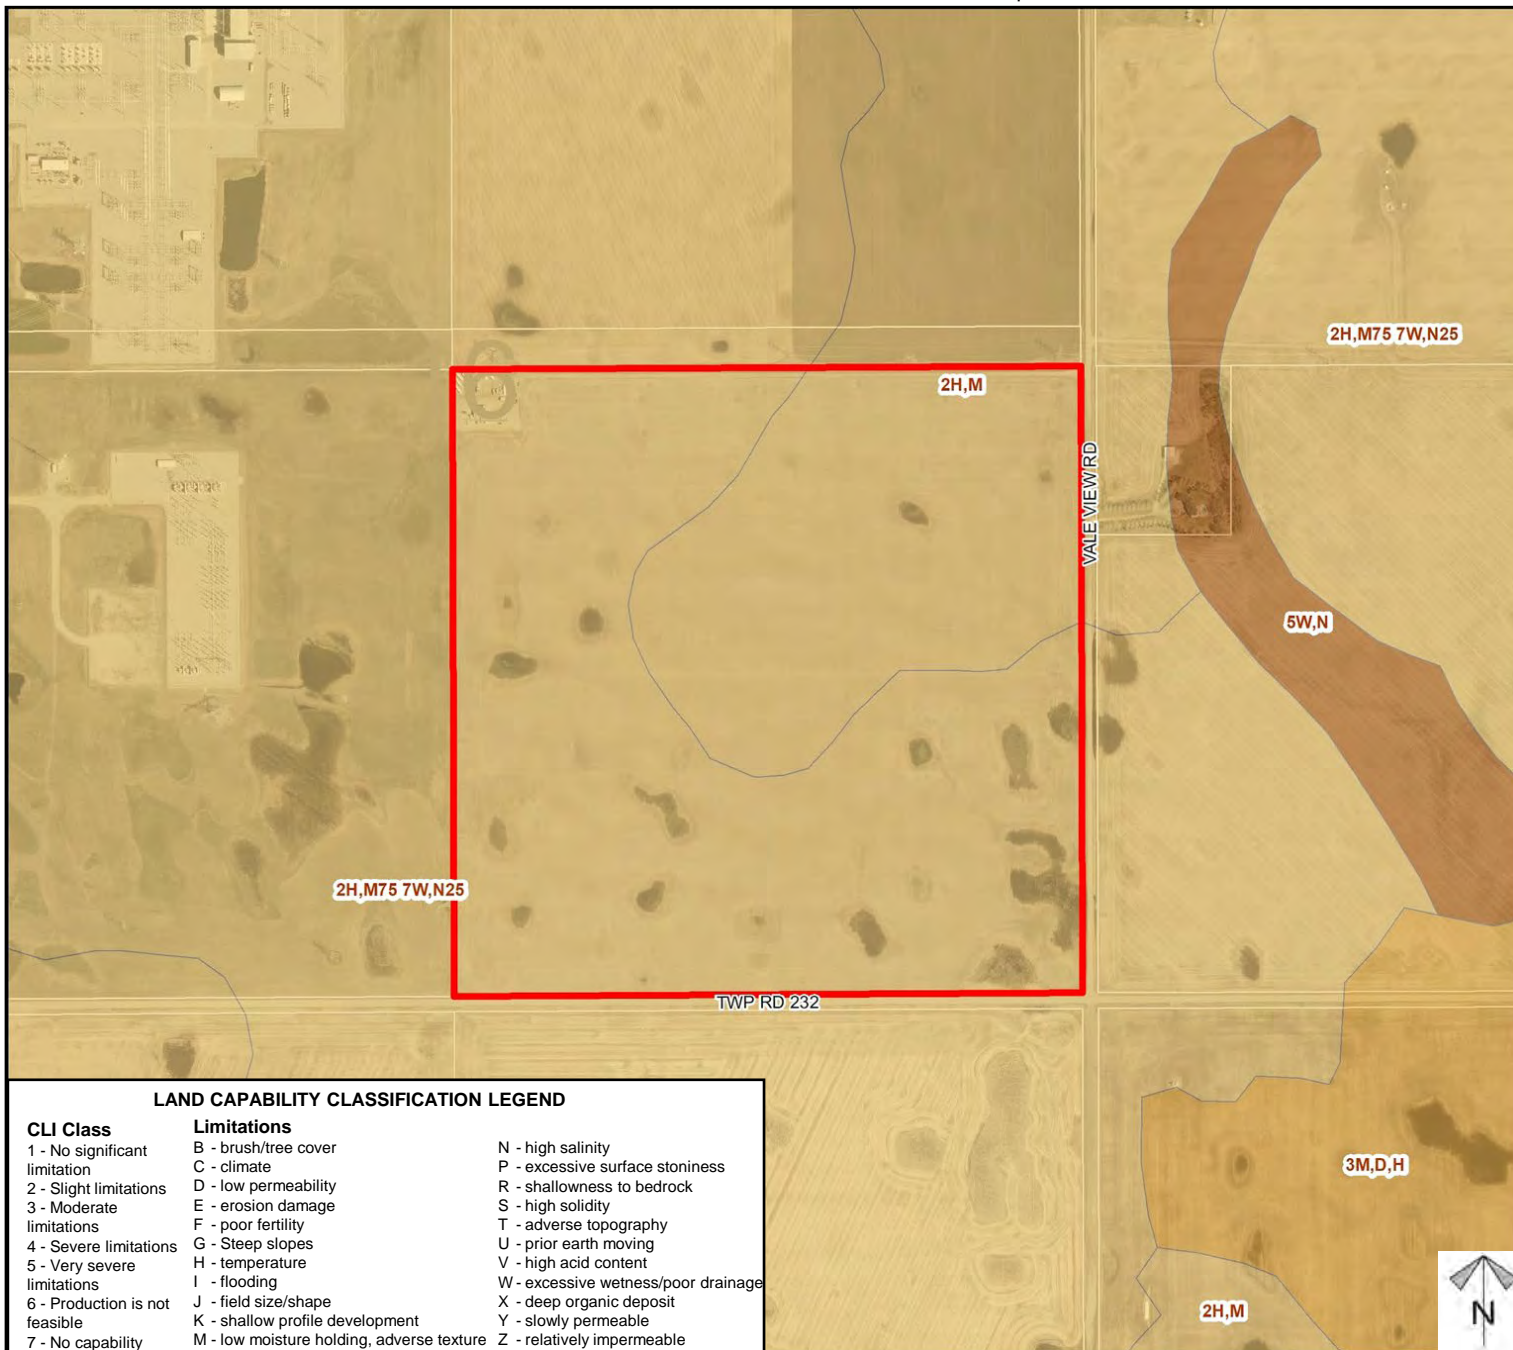 2H,M75 7W,N25
2H,M
VALE VIEW RD
5W,N
2H,M75 7W,N25
TWP RD 232
3M,D,H
2H,M
N
LAND CAPABILITY CLASSIFICATION LEGEND
CLI Class
1 - No significant
limitation
2 - Slight limitations
3 - Moderate
limitations
4 - Severe limitations
5 - Very severe
limitations
6 - Production is not
feasible
7 - No capability
Limitations
B - brush/tree cover
C - climate
D - low permeability
E - erosion damage
F - poor fertility
G - Steep slopes
H - temperature
I - flooding
J - field size/shape
K - shallow profile development
M - low moisture holding, adverse texture
N - high salinity
P - excessive surface stoniness
R - shallowness to bedrock
S - high solidity
T - adverse topography
U - prior earth moving
V - high acid content
W - excessive wetness/poor drainage
X - deep organic deposit
Y - slowly permeable
Z - relatively impermeable